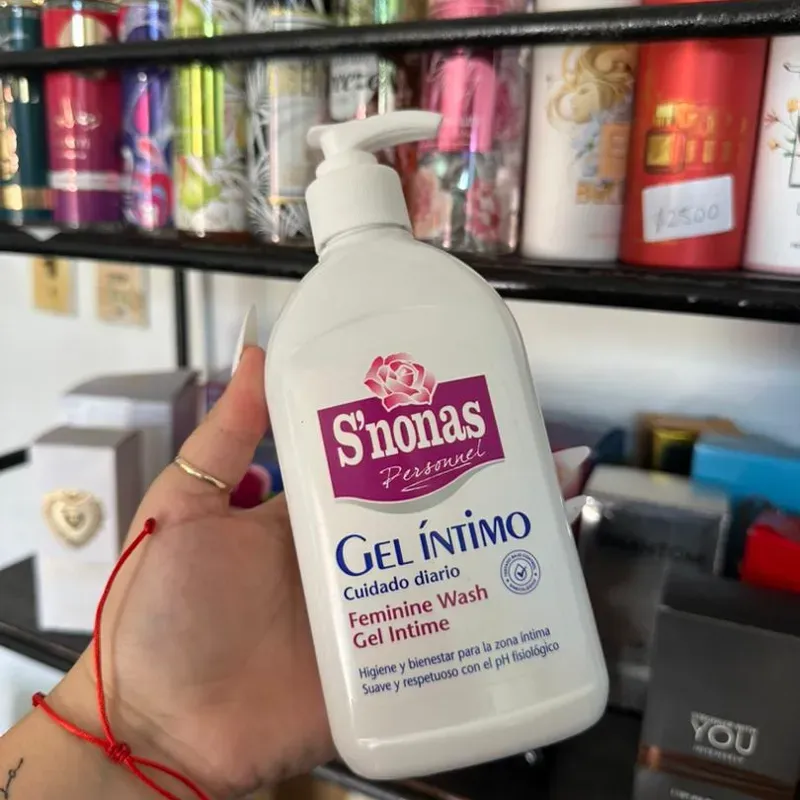 $2500
S'nonas
Personnel
GEL ÍNTIMO
Cuidado diario
Feminine Wash
Gel Intime
Higiene y bienestar para la zona íntima
Suave y respetuoso con el pH fisiológico
YOU